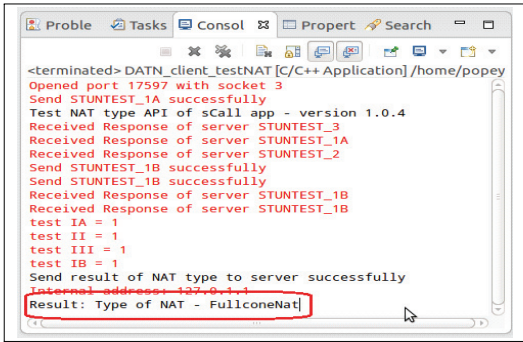 Proble Tasks Consol Propert Search
<terminated> DATN_client_testNAT [C/C++ Application] /home/popey
Opened port 17597 with socket 3
Send STUNTEST_1A successfully
Test NAT type API of sCall app - version 1.0.4
Received Response of server STUNTEST_3
Received Response of server STUNTEST_1A
Received Response of server STUNTEST_2
Send STUNTEST_1B successfully
Send STUNTEST_1B successfully
Received Response of server STUNTEST_1B
Received Response of server STUNTEST_1B
test IA = 1
test II = 1
test III = 1
test IB = 1
Send result of NAT type to server successfully
Internal address: 127.0.1.1
Result: Type of NAT - FullconeNat